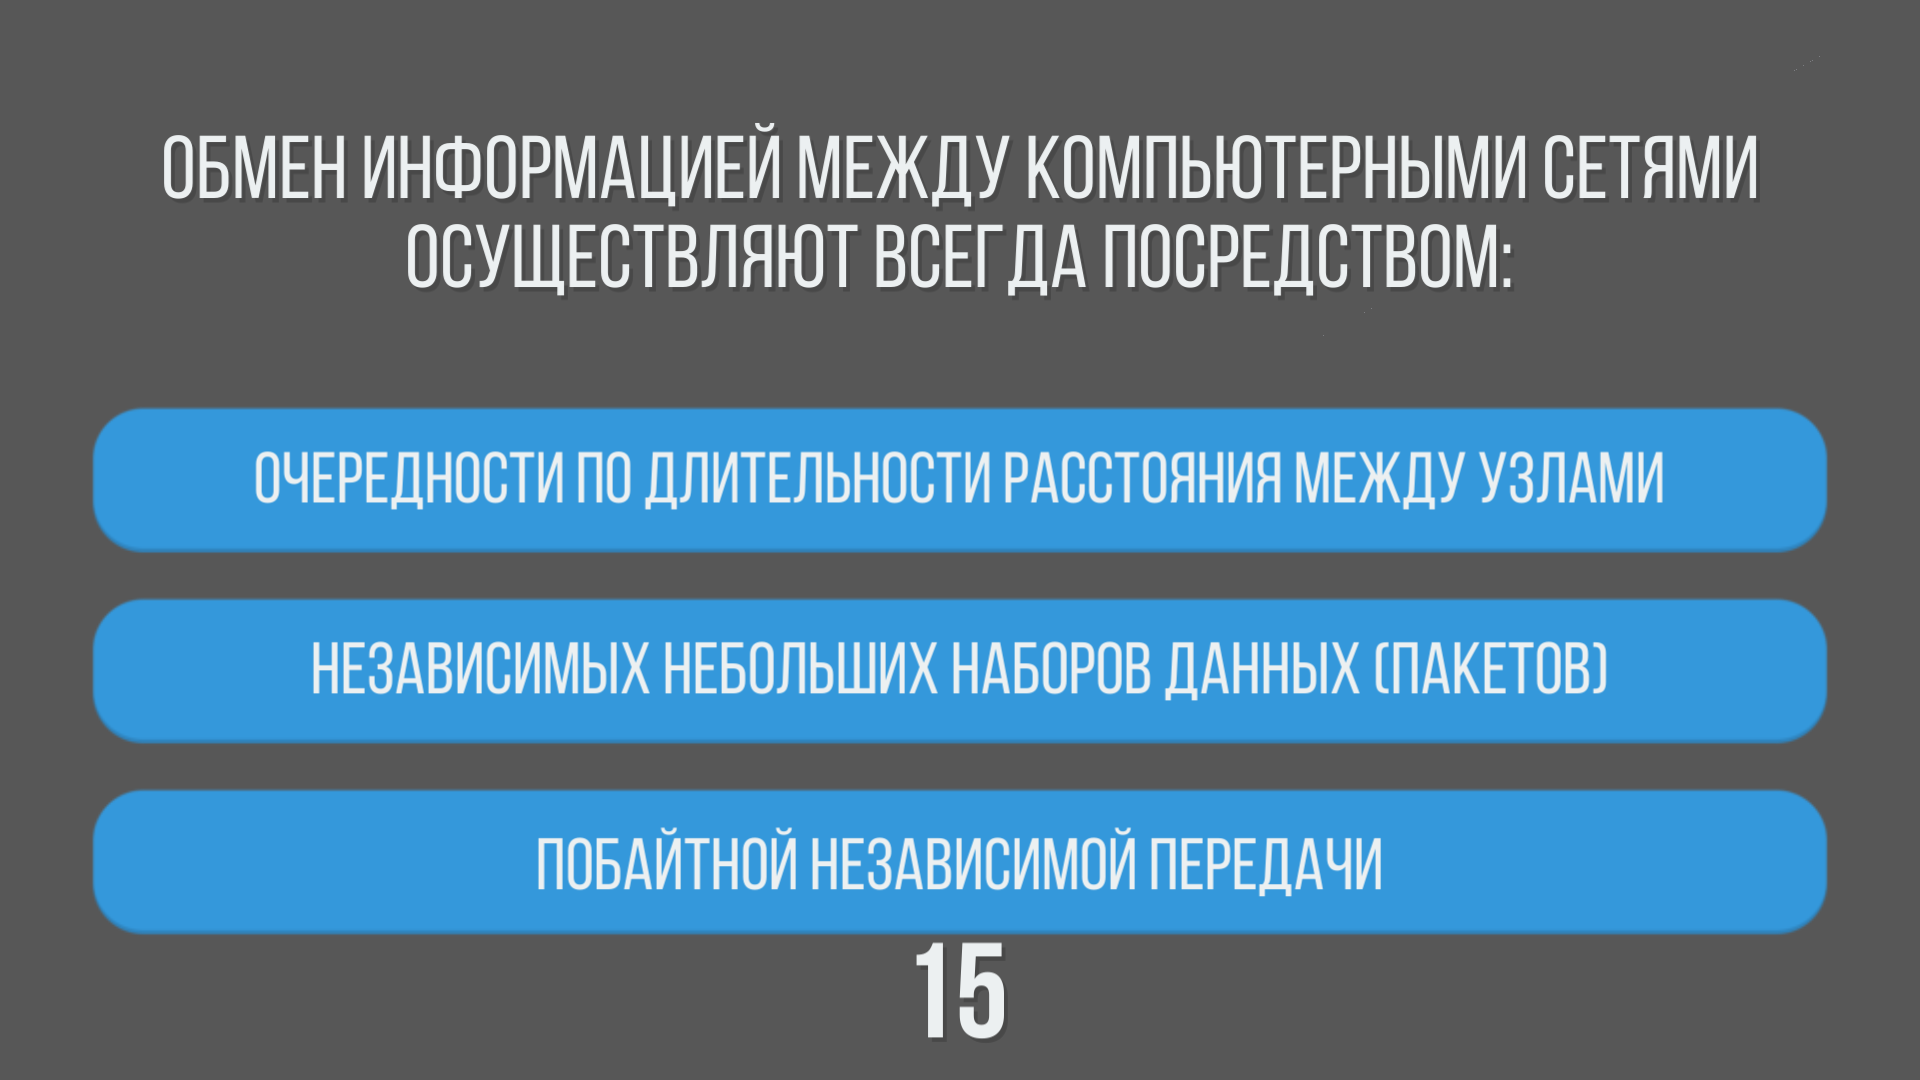 ОБМЕН ИНФОРМАЦИЕЙ МЕЖДУ КОМПЬЮТЕРНЫМИ СЕТЯМИ
ОСУЩЕСТВЛЯЮТ ВСЕГДА ПОСРЕДСТВОМ:
ОЧЕРЕДНОСТИ ПО ДЛИТЕЛЬНОСТИ РАССТОЯНИЯ МЕЖДУ УЗЛАМИ
НЕЗАВИСИМЫХ НЕБОЛЬШИХ НАБОРОВ ДАННЫХ (ПАКЕТОВ)
ПОБАЙТНОЙ НЕЗАВИСИМОЙ ПЕРЕДАЧИ
15